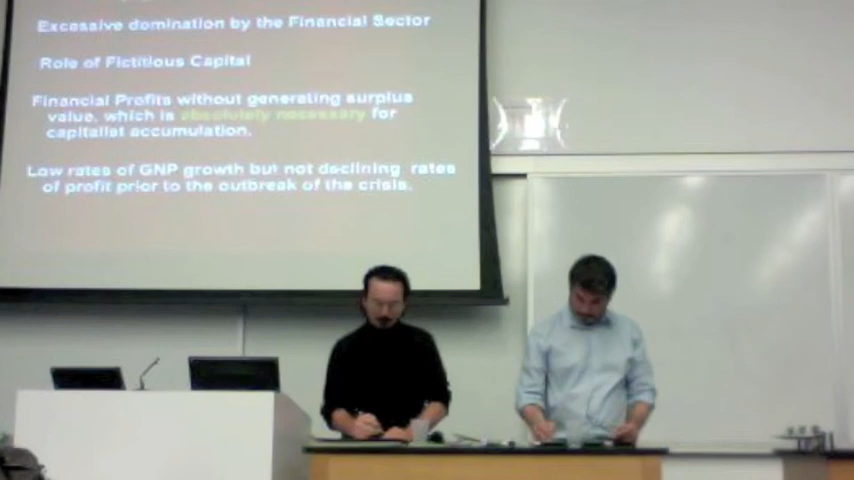 Excessive domination by the Financial Sector
Role of Fictitious Capital
Financial Profits without generating surplus
value, which is absolutely necessary for
capitalist accumulation.
Low rates of GNP growth but not declining rates
of profit prior to the outbreak of the crisis.